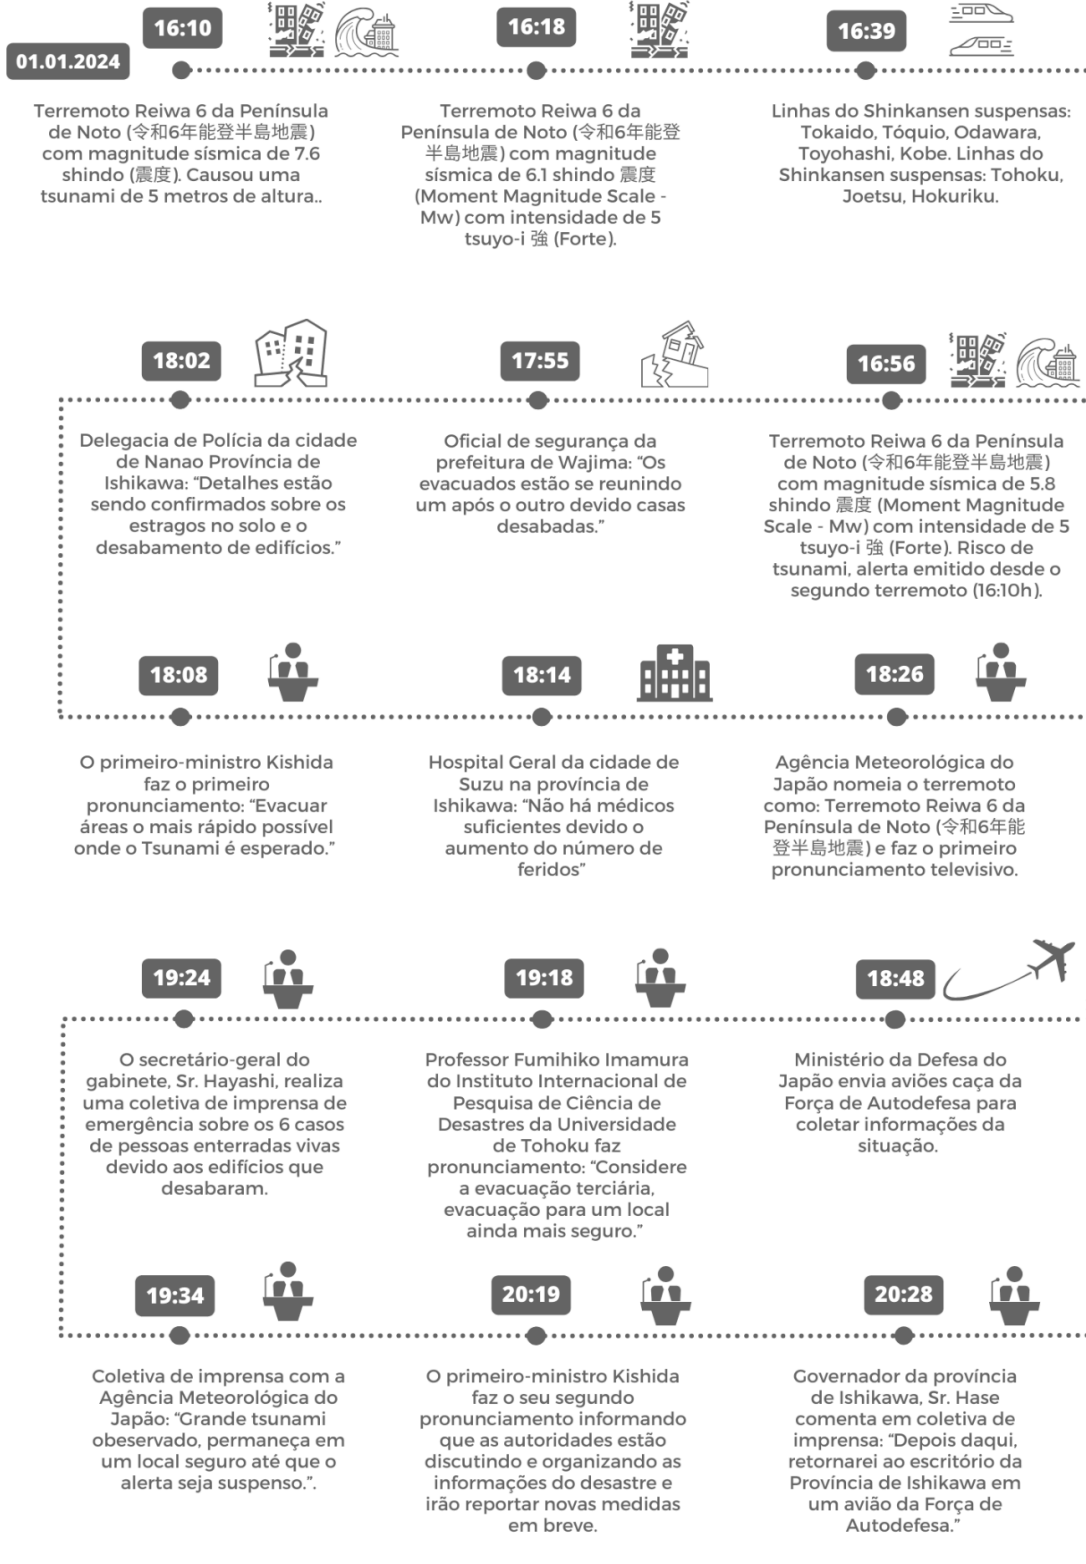 01.01.2024
16:10
Terremoto Reiwa 6 da Península
de Noto (令和6年能登半島地震)
com magnitude sísmica de 7.6
shindo (震度). Causou uma
tsunami de 5 metros de altura..
16:18
Terremoto Reiwa 6 da
Península de Noto (令和6年能登
半島地震) com magnitude
sísmica de 6.1 shindo 震度
(Moment Magnitude Scale -
Mw) com intensidade de 5
tsuyo-i 強 (Forte).
16:39
Linhas do Shinkansen suspensas:
Tokaido, Tóquio, Odawara,
Toyohashi, Kobe. Linhas do
Shinkansen suspensas: Tohoku,
Joetsu, Hokuriku.
16:56
Terremoto Reiwa 6 da Península
de Noto (令和6年能登半島地震)
com magnitude sísmica de 5.8
shindo 震度 (Moment Magnitude
Scale - Mw) com intensidade de 5
tsuyo-i 強 (Forte). Risco de
tsunami, alerta emitido desde o
segundo terremoto (16:10h).
17:55
Oficial de segurança da
prefeitura de Wajima: “Os
evacuados estão se reunindo
um após o outro devido casas
desabadas.”
18:02
Delegacia de Polícia da cidade
de Nanao Província de
Ishikawa: “Detalhes estão
sendo confirmados sobre os
estragos no solo e o
desabamento de edifícios.”
18:08
O primeiro-ministro Kishida
faz o primeiro
pronunciamento: “Evacuar
áreas o mais rápido possível
onde o Tsunami é esperado.”
18:14
Hospital Geral da cidade de
Suzu na província de
Ishikawa: “Não há médicos
suficientes devido o
aumento do número de
feridos”
18:26
Agência Meteorológica do
Japão nomeia o terremoto
como: Terremoto Reiwa 6 da
Península de Noto (令和6年能
登半島地震) e faz o primeiro
pronunciamento televisivo.
18:48
Ministério da Defesa do
Japão envia aviões caça da
Força de Autodefesa para
coletar informações da
situação.
19:18
Professor Fumihiko Imamura
do Instituto Internacional de
Pesquisa de Ciência de
Desastres da Universidade
de Tohoku faz
pronunciamento: “Considere
a evacuação terciária,
evacuação para um local
ainda mais seguro.”
19:24
O secretário-geral do
gabinete, Sr. Hayashi, realiza
uma coletiva de imprensa de
emergência sobre os 6 casos
de pessoas enterradas vivas
devido aos edifícios que
desabaram.
19:34
Coletiva de imprensa com a
Agência Meteorológica do
Japão: “Grande tsunami
obeservado, permaneça em
um local seguro até que o
alerta seja suspenso.”.
20:19
O primeiro-ministro Kishida
faz o seu segundo
pronunciamento informando
que as autoridades estão
discutindo e organizando as
informações do desastre e
irão reportar novas medidas
em breve.
20:28
Governador da província
de Ishikawa, Sr. Hase
comenta em coletiva de
imprensa: “Depois daqui,
retornarei ao escritório da
Província de Ishikawa em
um avião da Força de
Autodefesa.”